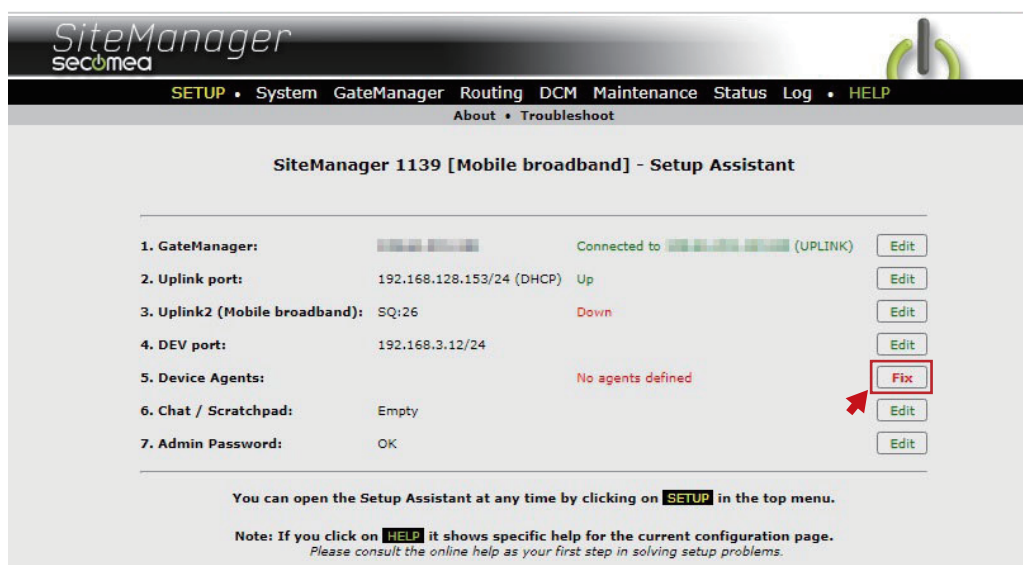 SiteManager
secomea
SETUP • System GateManager Routing DCM Maintenance Status Log • HELP
About • Troubleshoot
SiteManager 1139 [Mobile broadband] - Setup Assistant
1. GateManager: Connected to (UPLINK) Edit
2. Uplink port: 192.168.128.153/24 (DHCP) Up Edit
3. Uplink2 (Mobile broadband): SQ:26 Down Edit
4. DEV port: 192.168.3.12/24 Edit
5. Device Agents: No agents defined Fix
6. Chat / Scratchpad: Empty Edit
7. Admin Password: OK Edit
You can open the Setup Assistant at any time by clicking on SETUP in the top menu.
Note: If you click on HELP it shows specific help for the current configuration page.
Please consult the online help as your first step in solving setup problems.